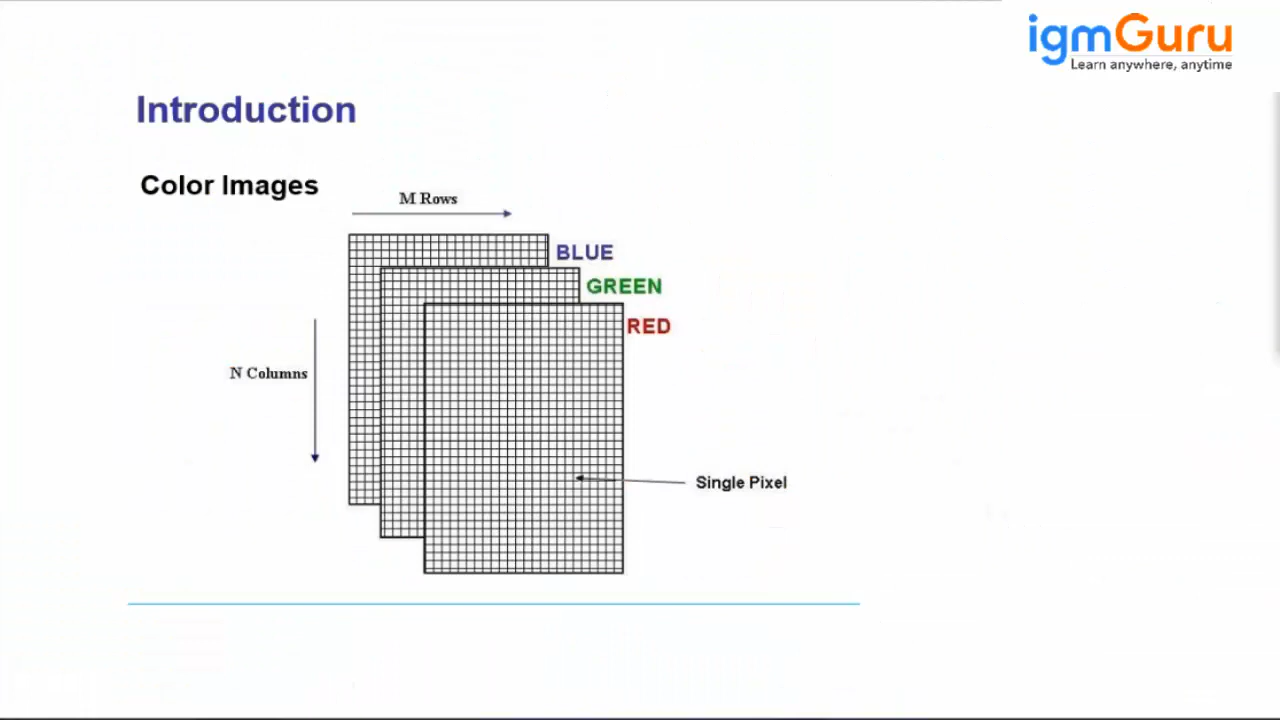 igmGuru
Learn anywhere, anytime
Introduction
Color Images
M Rows
BLUE
GREEN
RED
N Columns
Single Pixel